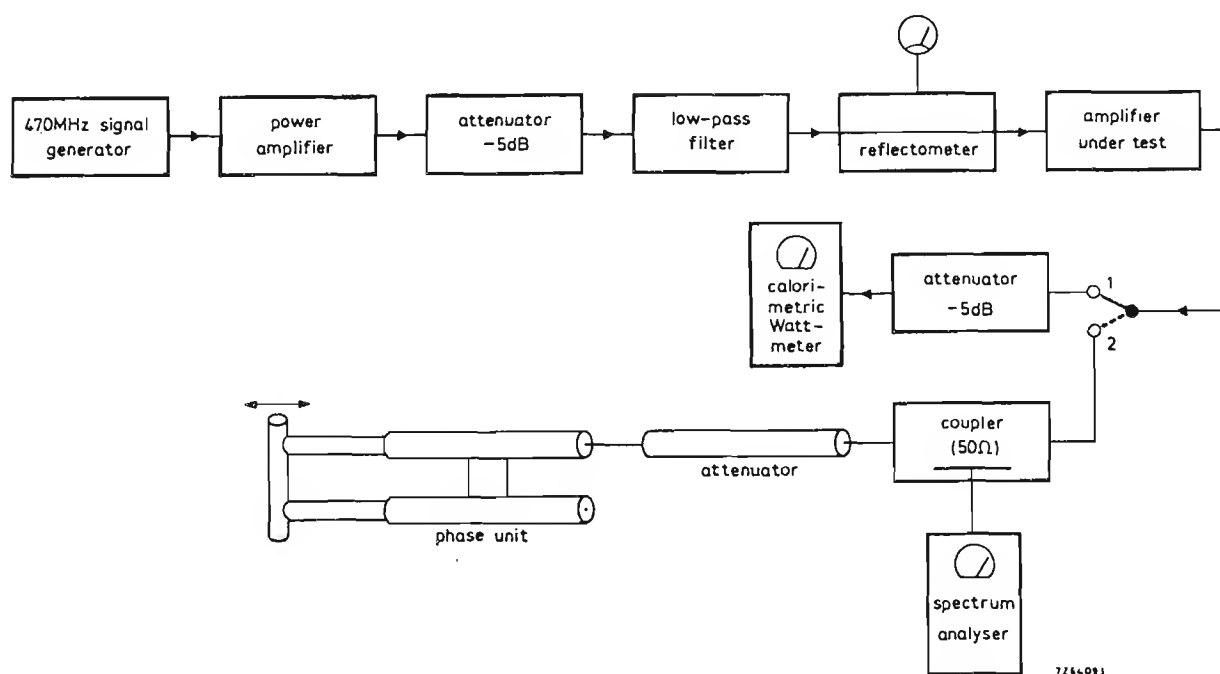 470MHz signal
generator
power
amplifier
attenuator
-5dB
low-pass
filter
reflectometer
amplifier
under test
calori-
metric
Watt-
meter
attenuator
-5dB
1
2
coupler
(50Ω)
attenuator
phase unit
spectrum
analyser